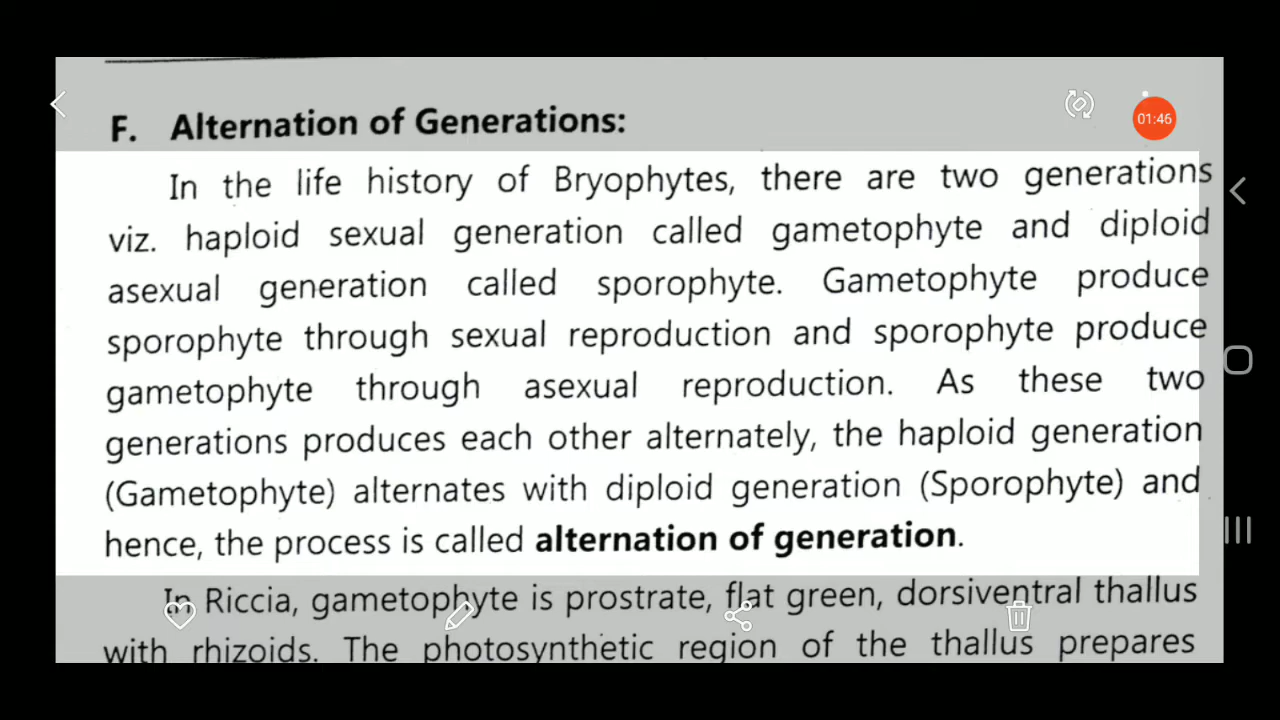 01:46
F. Alternation of Generations:
In the life history of Bryophytes, there are two generations
viz. haploid sexual generation called gametophyte and diploid
asexual generation called sporophyte. Gametophyte produce
sporophyte through sexual reproduction and sporophyte produce
gametophyte through asexual reproduction. As these two
generations produces each other alternately, the haploid generation
(Gametophyte) alternates with diploid generation (Sporophyte) and
hence, the process is called alternation of generation.
In Riccia, gametophyte is prostrate, flat green, dorsiventral thallus
with rhizoids. The photosynthetic region of the thallus prepares